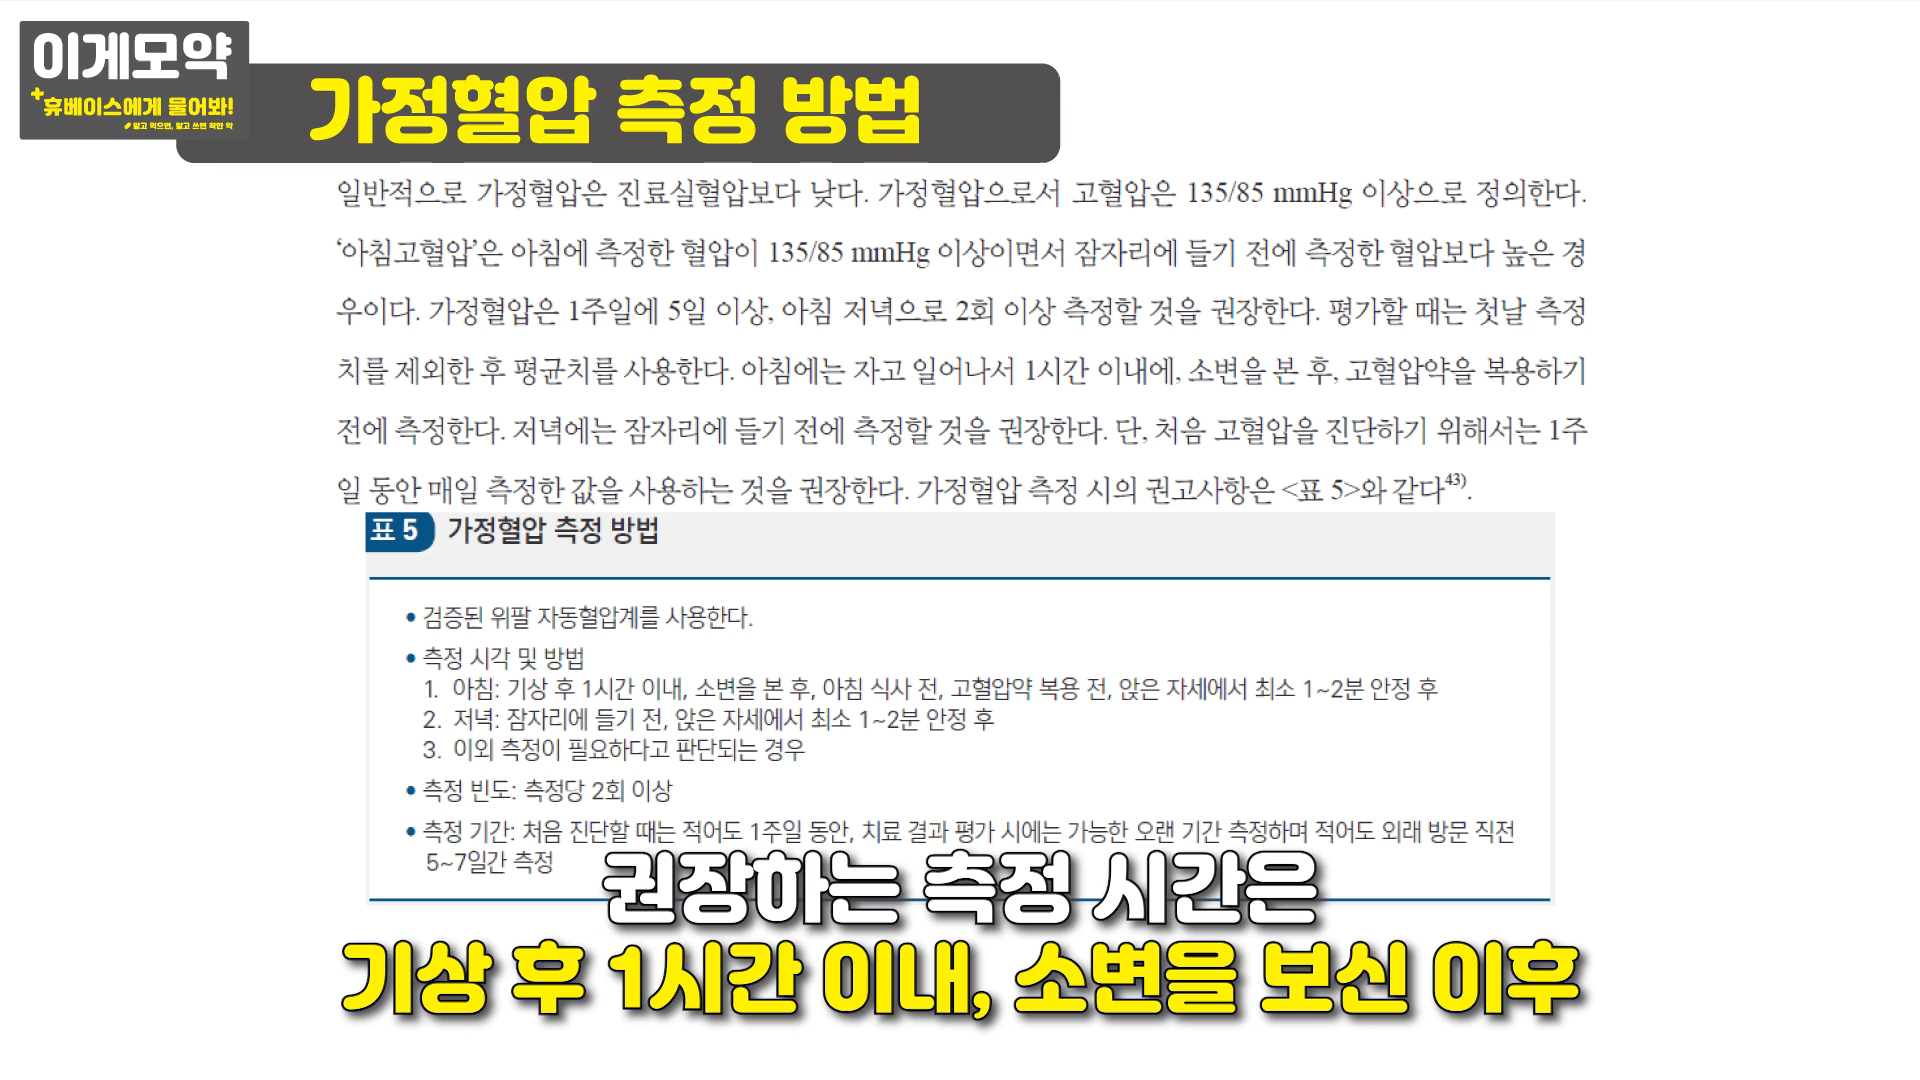 이게모약
+휴베이스에게 물어봐!
알고 먹으면, 알고 쓰면 착한 약
가정혈압 측정 방법
일반적으로 가정혈압은 진료실혈압보다 낮다. 가정혈압으로서 고혈압은 135/85 mmHg 이상으로 정의한다.
‘아침고혈압’은 아침에 측정한 혈압이 135/85 mmHg 이상이면서 잠자리에 들기 전에 측정한 혈압보다 높은 경
우이다. 가정혈압은 1주일에 5일 이상, 아침 저녁으로 2회 이상 측정할 것을 권장한다. 평가할 때는 첫날 측정
치를 제외한 후 평균치를 사용한다. 아침에는 자고 일어나서 1시간 이내에, 소변을 본 후, 고혈압약을 복용하기
전에 측정한다. 저녁에는 잠자리에 들기 전에 측정할 것을 권장한다. 단, 처음 고혈압을 진단하기 위해서는 1주
일 동안 매일 측정한 값을 사용하는 것을 권장한다. 가정혈압 측정 시의 권고사항은 <표 5>와 같다43).
표 5 가정혈압 측정 방법
• 검증된 위팔 자동혈압계를 사용한다.
• 측정 시각 및 방법
1. 아침: 기상 후 1시간 이내, 소변을 본 후, 아침 식사 전, 고혈압약 복용 전, 앉은 자세에서 최소 1~2분 안정 후
2. 저녁: 잠자리에 들기 전, 앉은 자세에서 최소 1~2분 안정 후
3. 이외 측정이 필요하다고 판단되는 경우
• 측정 빈도: 측정당 2회 이상
• 측정 기간: 처음 진단할 때는 적어도 1주일 동안, 치료 결과 평가 시에는 가능한 오랜 기간 측정하며 적어도 외래 방문 직전
5~7일간 측정
권장하는 측정 시간은
기상 후 1시간 이내, 소변을 보신 이후